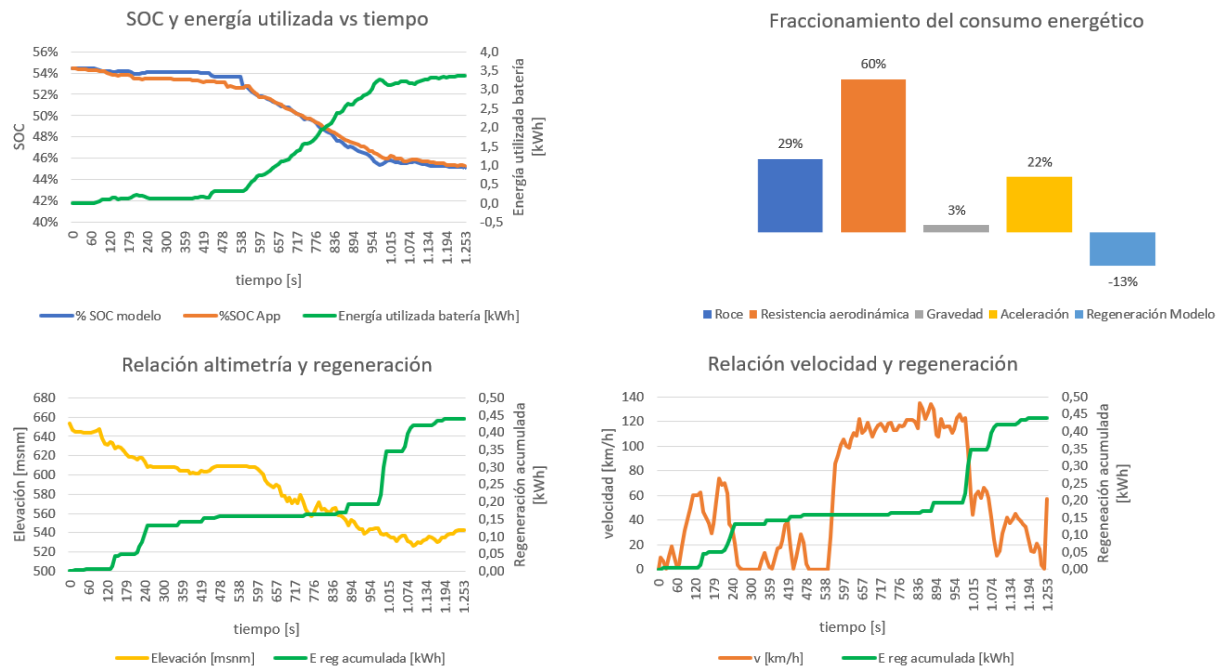 SOC y energía utilizada vs tiempo
56%
54%
52%
50%
48%
46%
44%
42%
40%
SOC
4,0
3,5
3,0
2,5
2,0
1,5
1,0
0,5
0,0
-0,5
Energía utilizada batería
[kWh]
0 60 120 179 240 300 359 419 478 538 597 657 717 776 836 894 954 1.015 1.074 1.134 1.194 1.253
tiempo [s]
% SOC modelo %SOC App Energía utilizada batería [kWh]
Fraccionamiento del consumo energético
29%
60%
3%
22%
-13%
Roce Resistencia aerodinámica Gravedad Aceleración Regeneración Modelo
Relación altimetría y regeneración
680
660
640
620
600
580
560
540
520
500
Elevación [msnm]
0,50
0,45
0,40
0,35
0,30
0,25
0,20
0,15
0,10
0,05
0,00
Regeneración acumulada
[kWh]
0 60 120 179 240 300 359 419 478 538 597 657 717 776 836 894 954 1.015 1.074 1.134 1.194 1.253
tiempo [s]
Elevación [msnm] E reg acumulada [kWh]
Relación velocidad y regeneración
140
120
100
80
60
40
20
0
velocidad [km/h]
0,50
0,45
0,40
0,35
0,30
0,25
0,20
0,15
0,10
0,05
0,00
Regeneación acumulada
[kWh]
0 60 120 179 240 300 359 419 478 538 597 657 717 776 836 894 954 1.015 1.074 1.134 1.194 1.253
tiempo [s]
v [km/h] E reg acumulada [kWh]